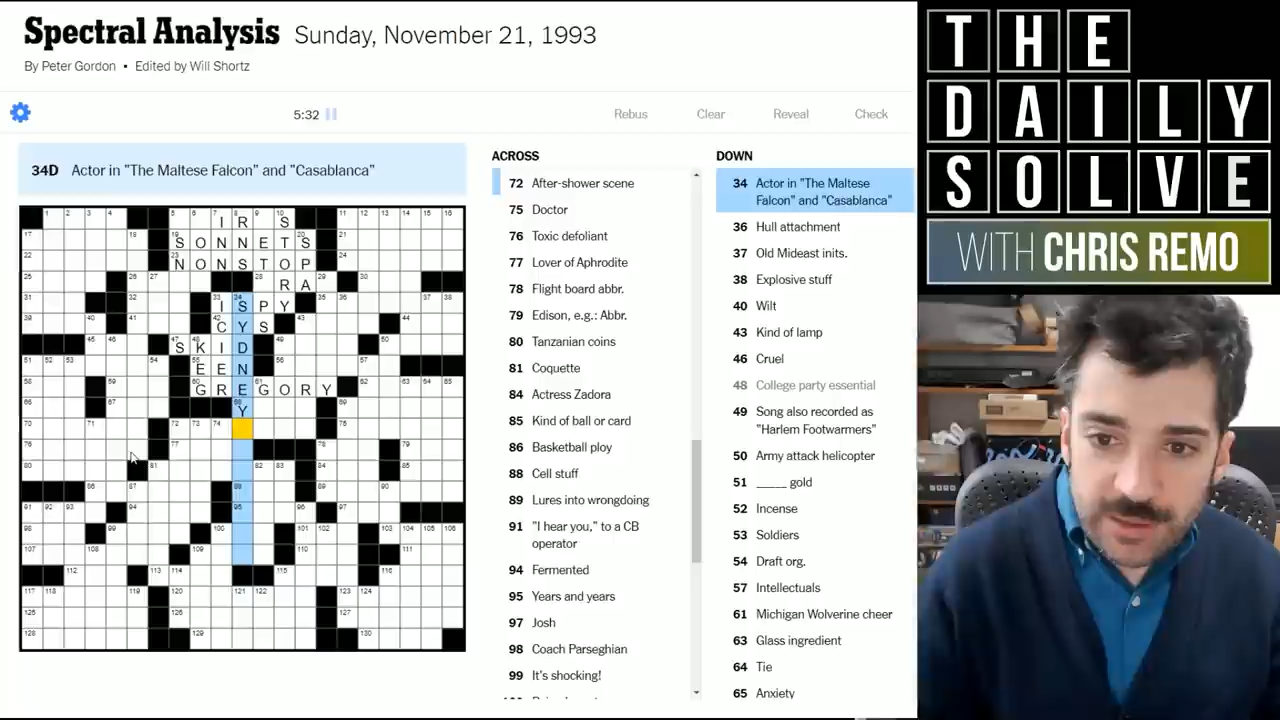 Spectral Analysis Sunday, November 21, 1993
By Peter Gordon • Edited by Will Shortz
5:32
Rebus Clear Reveal Check
34D Actor in "The Maltese Falcon" and "Casablanca"
ACROSS
72 After-shower scene
75 Doctor
76 Toxic defoliant
77 Lover of Aphrodite
78 Flight board abbr.
79 Edison, e.g.: Abbr.
80 Tanzanian coins
81 Coquette
84 Actress Zadora
85 Kind of ball or card
86 Basketball ploy
88 Cell stuff
89 Lures into wrongdoing
91 "I hear you," to a CB
operator
94 Fermented
95 Years and years
97 Josh
98 Coach Parseghian
99 It's shocking!
DOWN
34 Actor in "The Maltese
Falcon" and "Casablanca"
36 Hull attachment
37 Old Mideast inits.
38 Explosive stuff
40 Wilt
43 Kind of lamp
46 Cruel
48 College party essential
49 Song also recorded as
"Harlem Footwarmers"
50 Army attack helicopter
51 _____ gold
52 Incense
53 Soldiers
54 Draft org.
57 Intellectuals
61 Michigan Wolverine cheer
63 Glass ingredient
64 Tie
65 Anxiety
I R S
S O N N E T S
N O N S T O P
R A
I S P Y
C Y S
S K I D
E E N
G R E G O R Y
Y
THE
DAILY
SOLVE
WITH CHRIS REMO